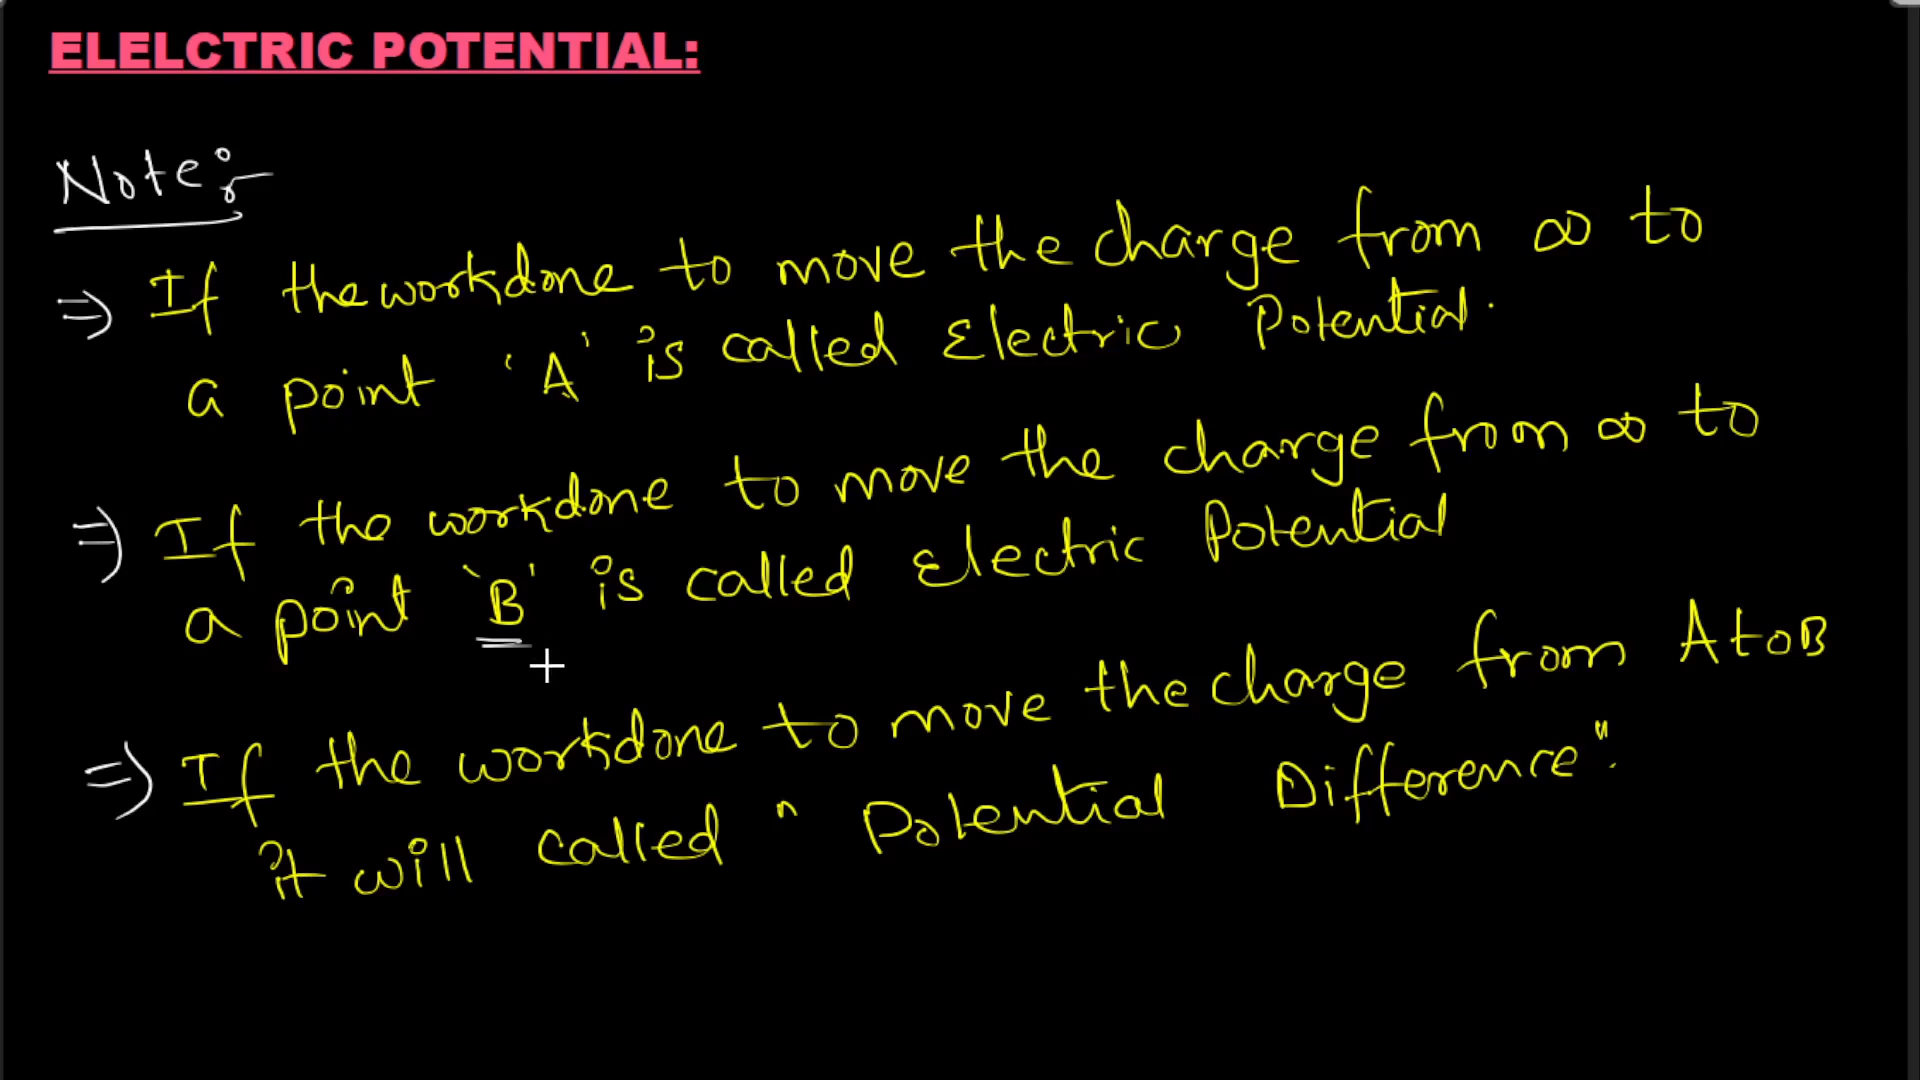 ELELCTRIC POTENTIAL:
Note:-
⇒ If the workdone to move the charge from ∞ to
a point 'A' is called Electric Potential.
⇒ If the workdone to move the charge from ∞ to
a point 'B' is called Electric Potential
⇒ If the workdone to move the charge from A to B
it will called "Potential Difference".